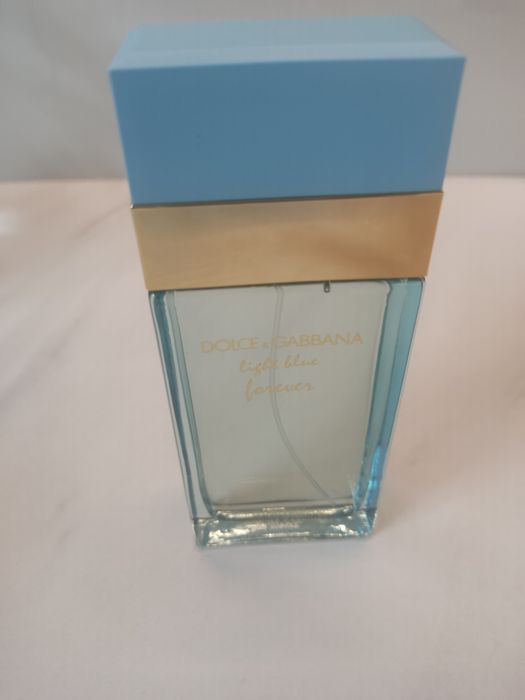 DOLCE & GABBANA
light blue
forever